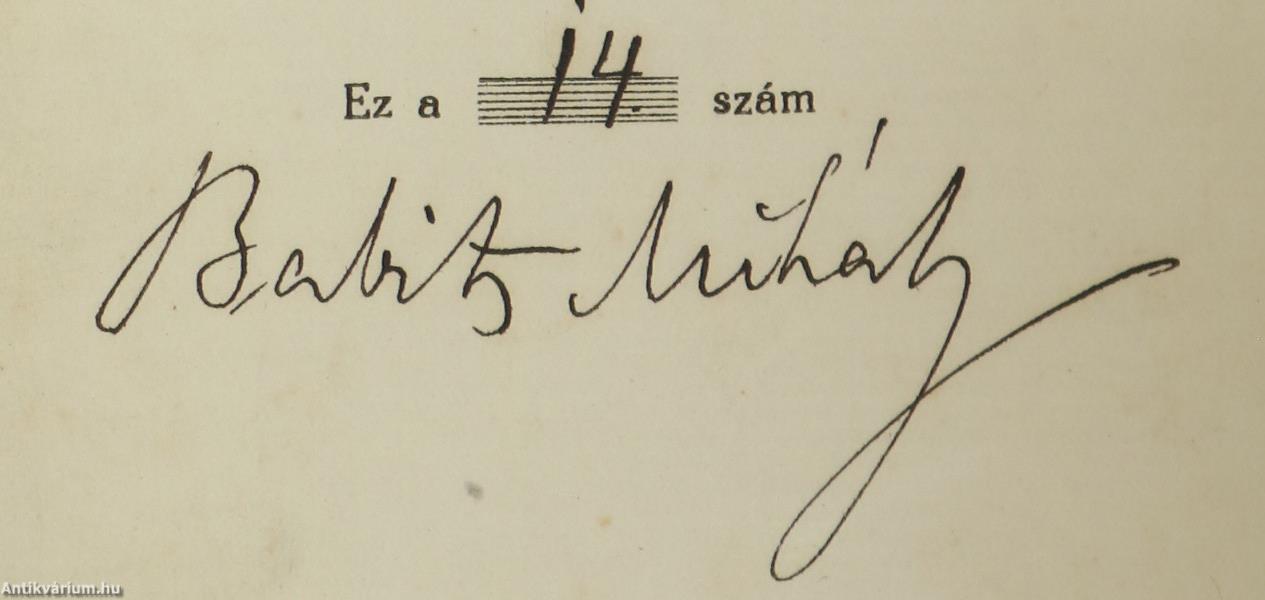 Ez a 14. szám
Babits Mihály
Antikvárium.hu